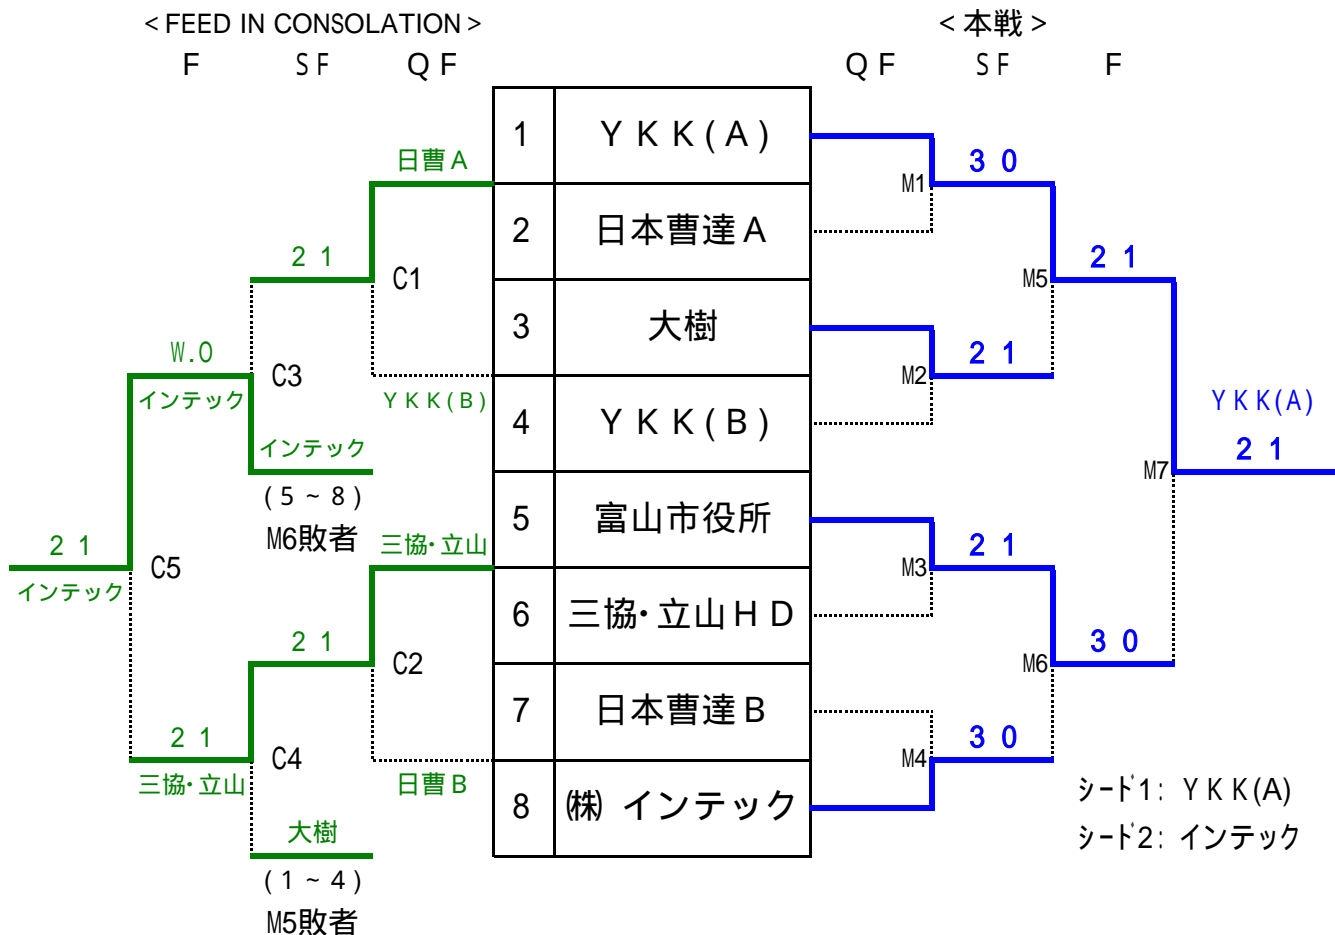 < FEED IN CONSOLATION >
F SF QF
< 本戦 >
QF SF F
1 YKK(A)
2 日本曹達A
3 大樹
4 YKK(B)
5 富山市役所
6 三協・立山HD
7 日本曹達B
8 ㈱ インテック
日曹A
21
C1
W.O
インテック
C3
YKK(B)
インテック
(5~8)
M6敗者
21
インテック
C5
三協・立山
21
C2
21
三協・立山
C4
日曹B
大樹
(1~4)
M5敗者
M1
30
M2
21
M5
21
M3
21
M4
30
M6
30
YKK(A)
21
M7
シード1: YKK(A)
シード2: インテック